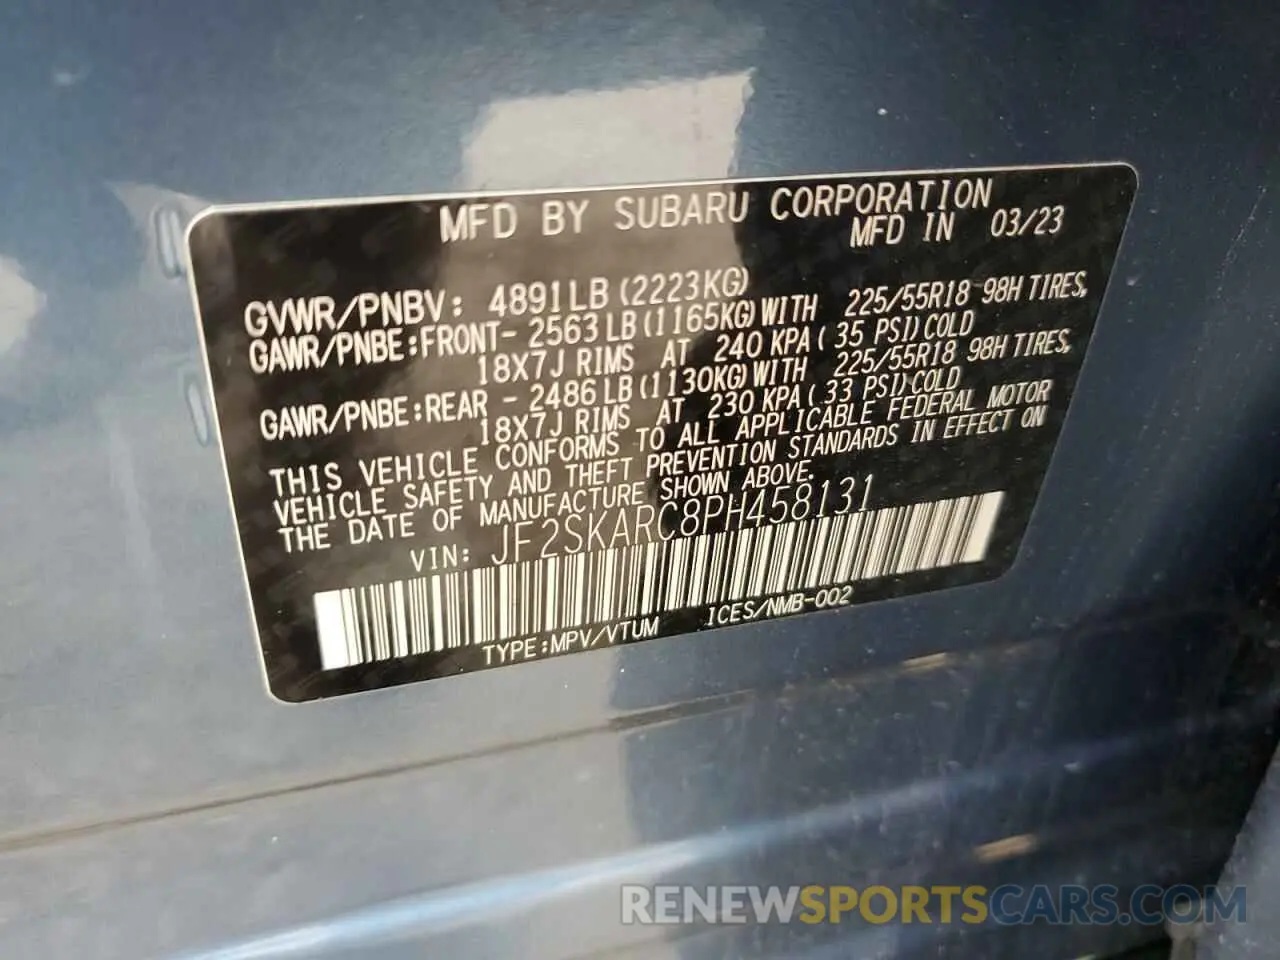 MFD BY SUBARU CORPORATION
MFD IN 03/23
GVWR/PNBV: 4891LB (2223KG)
GAWR/PNBE:FRONT- 2563LB(1165KG)WITH 225/55R18 98H TIRES,
18X7J RIMS AT 240 KPA( 35 PSI)COLD
GAWR/PNBE:REAR - 2486LB(1130KG)WITH 225/55R18 98H TIRES,
18X7J RIMS AT 230 KPA( 33 PSI)COLD
THIS VEHICLE CONFORMS TO ALL APPLICABLE FEDERAL MOTOR
VEHICLE SAFETY AND THEFT PREVENTION STANDARDS IN EFFECT ON
THE DATE OF MANUFACTURE SHOWN ABOVE.
VIN: JF2SKARC8PH458131
TYPE:MPV/VTUM ICES/NMB-002
RENEWSPORTSCARS.COM